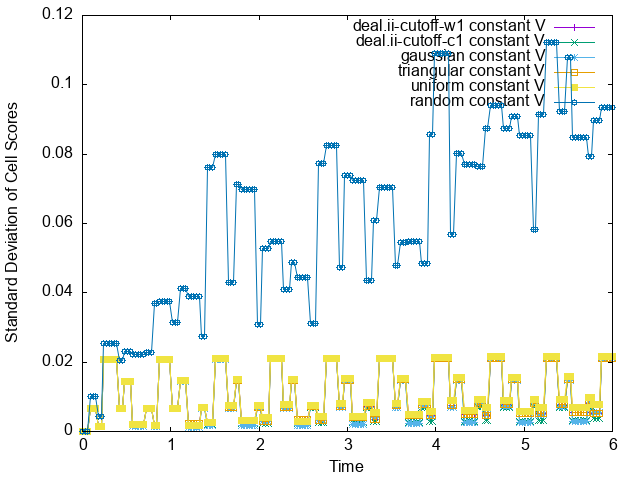 0.12
0.1
0.08
0.06
0.04
0.02
0
Standard Deviation of Cell Scores
deal.ii-cutoff-w1 constant V
deal.ii-cutoff-c1 constant V
gaussian constant V
triangular constant V
uniform constant V
random constant V
0 1 2 3 4 5 6
Time